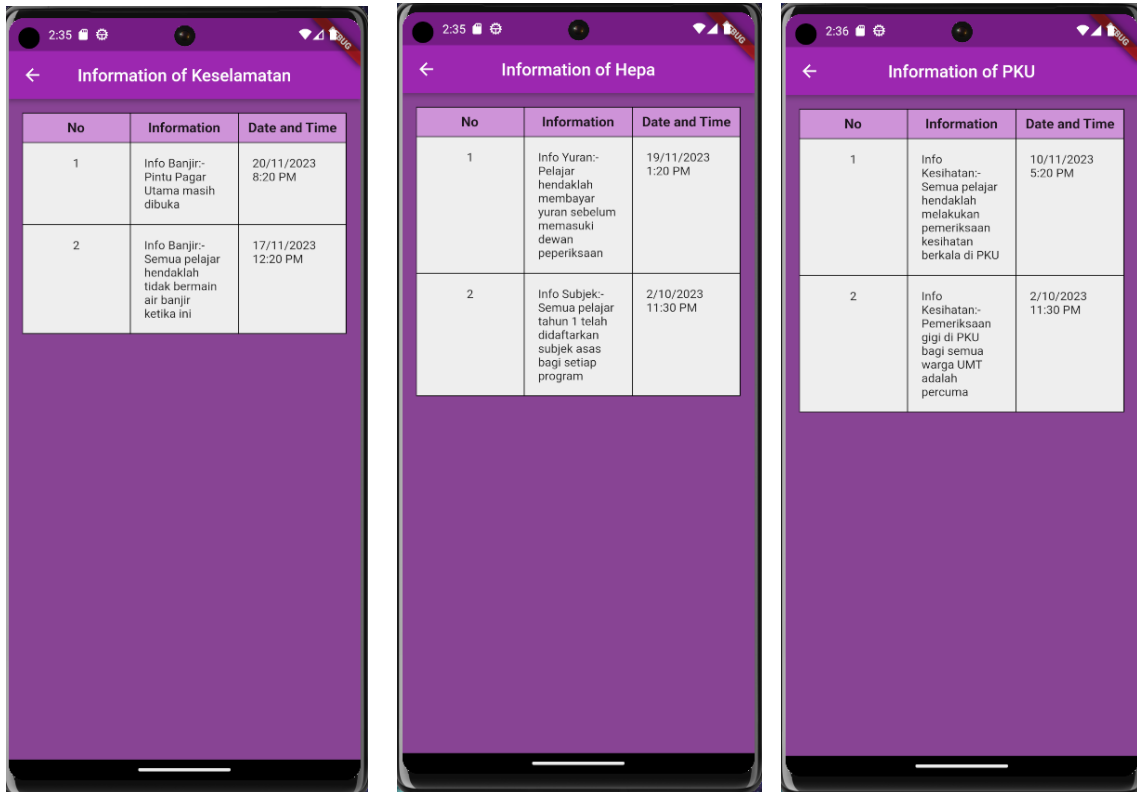 2:35
BUG
Information of Keselamatan
No Information Date and Time
1 Info Banjir:- 20/11/2023
Pintu Pagar 8:20 PM
Utama masih
dibuka
2 Info Banjir:- 17/11/2023
Semua pelajar 12:20 PM
hendaklah
tidak bermain
air banjir
ketika ini
2:35
BUG
Information of Hepa
No Information Date and Time
1 Info Yuran:- 19/11/2023
Pelajar 1:20 PM
hendaklah
membayar
yuran sebelum
memasuki
dewan
peperiksaan
2 Info Subjek:- 2/10/2023
Semua pelajar 11:30 PM
tahun 1 telah
didaftarkan
subjek asas
bagi setiap
program
2:36
BUG
Information of PKU
No Information Date and Time
1 Info 10/11/2023
Kesihatan:- 5:20 PM
Semua pelajar
hendaklah
melakukan
pemeriksaan
kesihatan
berkala di PKU
2 Info 2/10/2023
Kesihatan:- 11:30 PM
Pemeriksaan
gigi di PKU
bagi semua
warga UMT
adalah
percuma